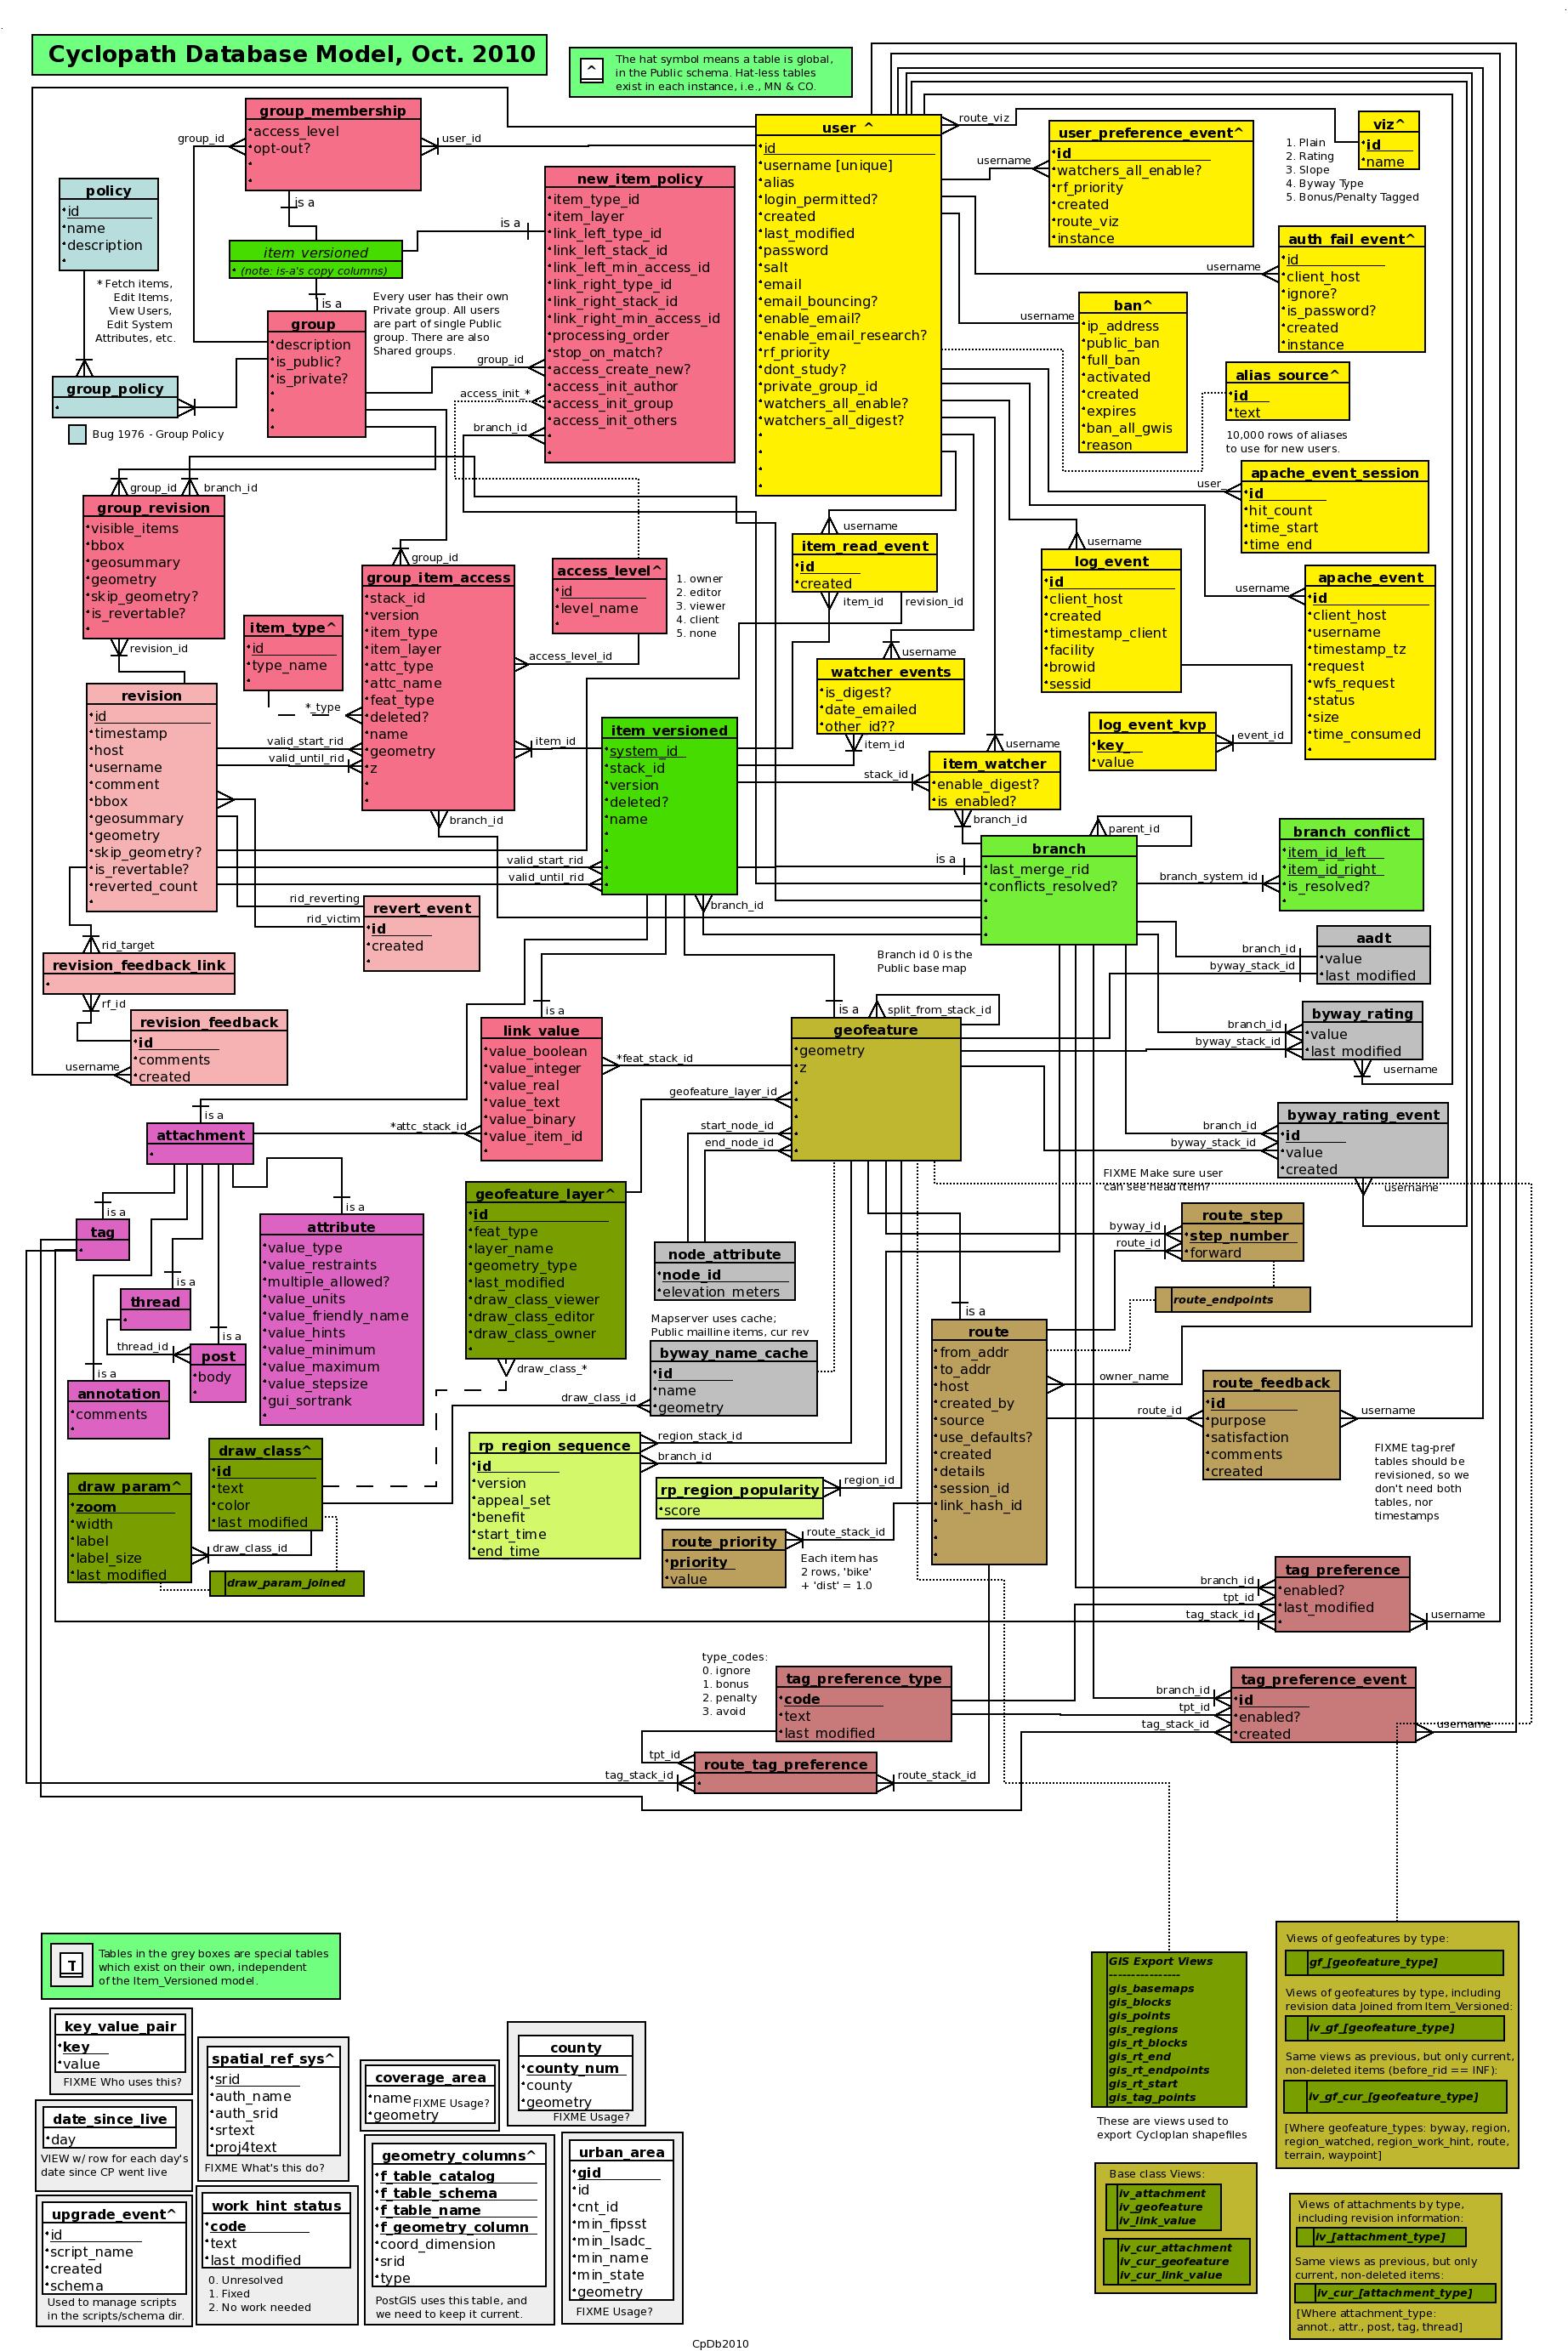 Cyclopath Database Model, Oct. 2010
^
The hat symbol means a table is global,
in the Public schema. Hat-less tables
exist in each instance, i.e., MN & CO.
group_membership
access_level
opt-out?
group_id
user_id
is a
policy
id
name
description
* Fetch items,
Edit Items,
View Users,
Edit System
Attributes, etc.
group_policy
Bug 1976 - Group Policy
item_versioned
(note: is-a's copy columns)
is a
group
description
is_public?
is_private?
Every user has their own
Private group. All users
are part of single Public
group. There are also
Shared groups.
is a
new_item_policy
item_type_id
item_layer
link_left_type_id
link_left_stack_id
link_left_min_access_id
link_right_type_id
link_right_stack_id
link_right_min_access_id
processing_order
stop_on_match?
access_create_new?
access_init_author
access_init_group
access_init_others
group_id
access_init_*
branch_id
user ^
id
username [unique]
alias
login_permitted?
created
last_modified
password
salt
email
email_bouncing?
enable_email?
enable_email_research?
rf_priority
dont_study?
private_group_id
watchers_all_enable?
watchers_all_digest?
route_viz
username
user_preference_event^
id
watchers_all_enable?
rf_priority
created
route_viz
instance
1. Plain
2. Rating
3. Slope
4. Byway Type
5. Bonus/Penalty Tagged
viz^
id
name
username
auth_fail_event^
id
client_host
ignore?
is_password?
created
instance
username
ban^
ip_address
public_ban
full_ban
activated
created
expires
ban_all_gwis
reason
alias_source^
id
text
10,000 rows of aliases
to use for new users.
user_
apache_event_session
id
hit_count
time_start
time_end
username
apache_event
id
client_host
username
timestamp_tz
request
wfs_request
status
size
time_consumed
username
log_event
id
client_host
created
timestamp_client
facility
browid
sessid
log_event_kvp
key
value
event_id
username
item_read_event
id
created
item_id
revision_id
username
watcher_events
is_digest?
date_emailed
other_id??
item_id
username
stack_id
item_watcher
enable_digest?
is_enabled?
branch_id
group_id
branch_id
group_revision
visible_items
bbox
geosummary
geometry
skip_geometry?
is_revertable?
revision_id
item_type^
id
type_name
*_type
group_id
group_item_access
stack_id
version
item_type
item_layer
attc_type
attc_name
feat_type
deleted?
name
geometry
z
branch_id
item_id
access_level^
id
level_name
access_level_id
1. owner
2. editor
3. viewer
4. client
5. none
revision
id
timestamp
host
username
comment
bbox
geosummary
geometry
skip_geometry?
is_revertable?
reverted_count
valid_start_rid
valid_until_rid
item_versioned
system_id
stack_id
version
deleted?
name
valid_start_rid
valid_until_rid
branch_id
rid_reverting
rid_victim
revert_event
id
created
rid_target
revision_feedback_link
rf_id
revision_feedback
id
comments
created
username
parent_id
is a
branch
last_merge_rid
conflicts_resolved?
Branch id 0 is the
Public base map
branch_system_id
branch_conflict
item_id_left
item_id_right
is_resolved?
branch_id
byway_stack_id
aadt
value
last_modified
branch_id
byway_stack_id
byway_rating
value
last_modified
username
branch_id
byway_stack_id
byway_rating_event
id
value
created
username
FIXME Make sure user
can see head item?
is a
link_value
value_boolean
value_integer
value_real
value_text
value_binary
value_item_id
*feat_stack_id
*attc_stack_id
is a
split_from_stack_id
geofeature
geometry
z
geofeature_layer_id
start_node_id
end_node_id
is a
attachment
is a
tag
is a
thread
thread_id
is a
post
body
is a
annotation
comments
is a
attribute
value_type
value_restraints
multiple_allowed?
value_units
value_friendly_name
value_hints
value_minimum
value_maximum
value_stepsize
gui_sortrank
geofeature_layer^
id
feat_type
layer_name
geometry_type
last_modified
draw_class_viewer
draw_class_editor
draw_class_owner
draw_class_*
node_attribute
node_id
elevation_meters
Mapserver uses cache;
Public mailline items, cur rev
byway_name_cache
id
name
geometry
draw_class_id
draw_class^
id
text
color
last_modified
draw_param^
zoom
width
label
label_size
last_modified
draw_class_id
draw_param_joined
rp_region_sequence
id
version
appeal_set
benefit
start_time
end_time
region_stack_id
branch_id
rp_region_popularity
score
region_id
route_priority
priority
value
route_stack_id
Each item has
2 rows, 'bike'
+ 'dist' = 1.0
byway_id
route_id
route_step
step_number
forward
route_endpoints
is a
route
from_addr
to_addr
host
created_by
source
use_defaults?
created
details
session_id
link_hash_id
owner_name
route_id
route_feedback
id
purpose
satisfaction
comments
created
username
FIXME tag-pref
tables should be
revisioned, so we
don't need both
tables, nor
timestamps
branch_id
tpt_id
tag_stack_id
tag_preference
enabled?
last_modified
username
type_codes:
0. ignore
1. bonus
2. penalty
3. avoid
tag_preference_type
code
text
last_modified
branch_id
tpt_id
tag_stack_id
tag_preference_event
id
enabled?
created
username
tpt_id
tag_stack_id
route_tag_preference
route_stack_id
T
Tables in the grey boxes are special tables
which exist on their own, independent
of the Item_Versioned model.
key_value_pair
key
value
FIXME Who uses this?
date_since_live
day
VIEW w/ row for each day's
date since CP went live
upgrade_event^
id
script_name
created
schema
Used to manage scripts
in the scripts/schema dir.
spatial_ref_sys^
srid
auth_name
auth_srid
srtext
proj4text
FIXME What's this do?
work_hint_status
code
text
last_modified
0. Unresolved
1. Fixed
2. No work needed
coverage_area
name
geometry
FIXME Usage?
geometry_columns^
f_table_catalog
f_table_schema
f_table_name
f_geometry_column
coord_dimension
srid
type
PostGIS uses this table, and
we need to keep it current.
county
county_num
county
geometry
FIXME Usage?
urban_area
gid
id
cnt_id
min_fipsst
min_lsadc_
min_name
min_state
geometry
FIXME Usage?
GIS Export Views
----------------
gis_basemaps
gis_blocks
gis_points
gis_regions
gis_rt_blocks
gis_rt_end
gis_rt_endpoints
gis_rt_start
gis_tag_points
These are views used to
export Cycloplan shapefiles
Base class Views:
iv_attachment
iv_geofeature
iv_link_value
iv_cur_attachment
iv_cur_geofeature
iv_cur_link_value
Views of geofeatures by type:
gf_[geofeature_type]
Views of geofeatures by type, including
revision data Joined from Item_Versioned:
iv_gf_[geofeature_type]
Same views as previous, but only current,
non-deleted items (before_rid == INF):
iv_gf_cur_[geofeature_type]
[Where geofeature_types: byway, region,
region_watched, region_work_hint, route,
terrain, waypoint]
Views of attachments by type,
including revision information:
iv_[attachment_type]
Same views as previous, but only
current, non-deleted items:
iv_cur_[attachment_type]
[Where attachment_type:
annot., attr., post, tag, thread]
CpDb2010